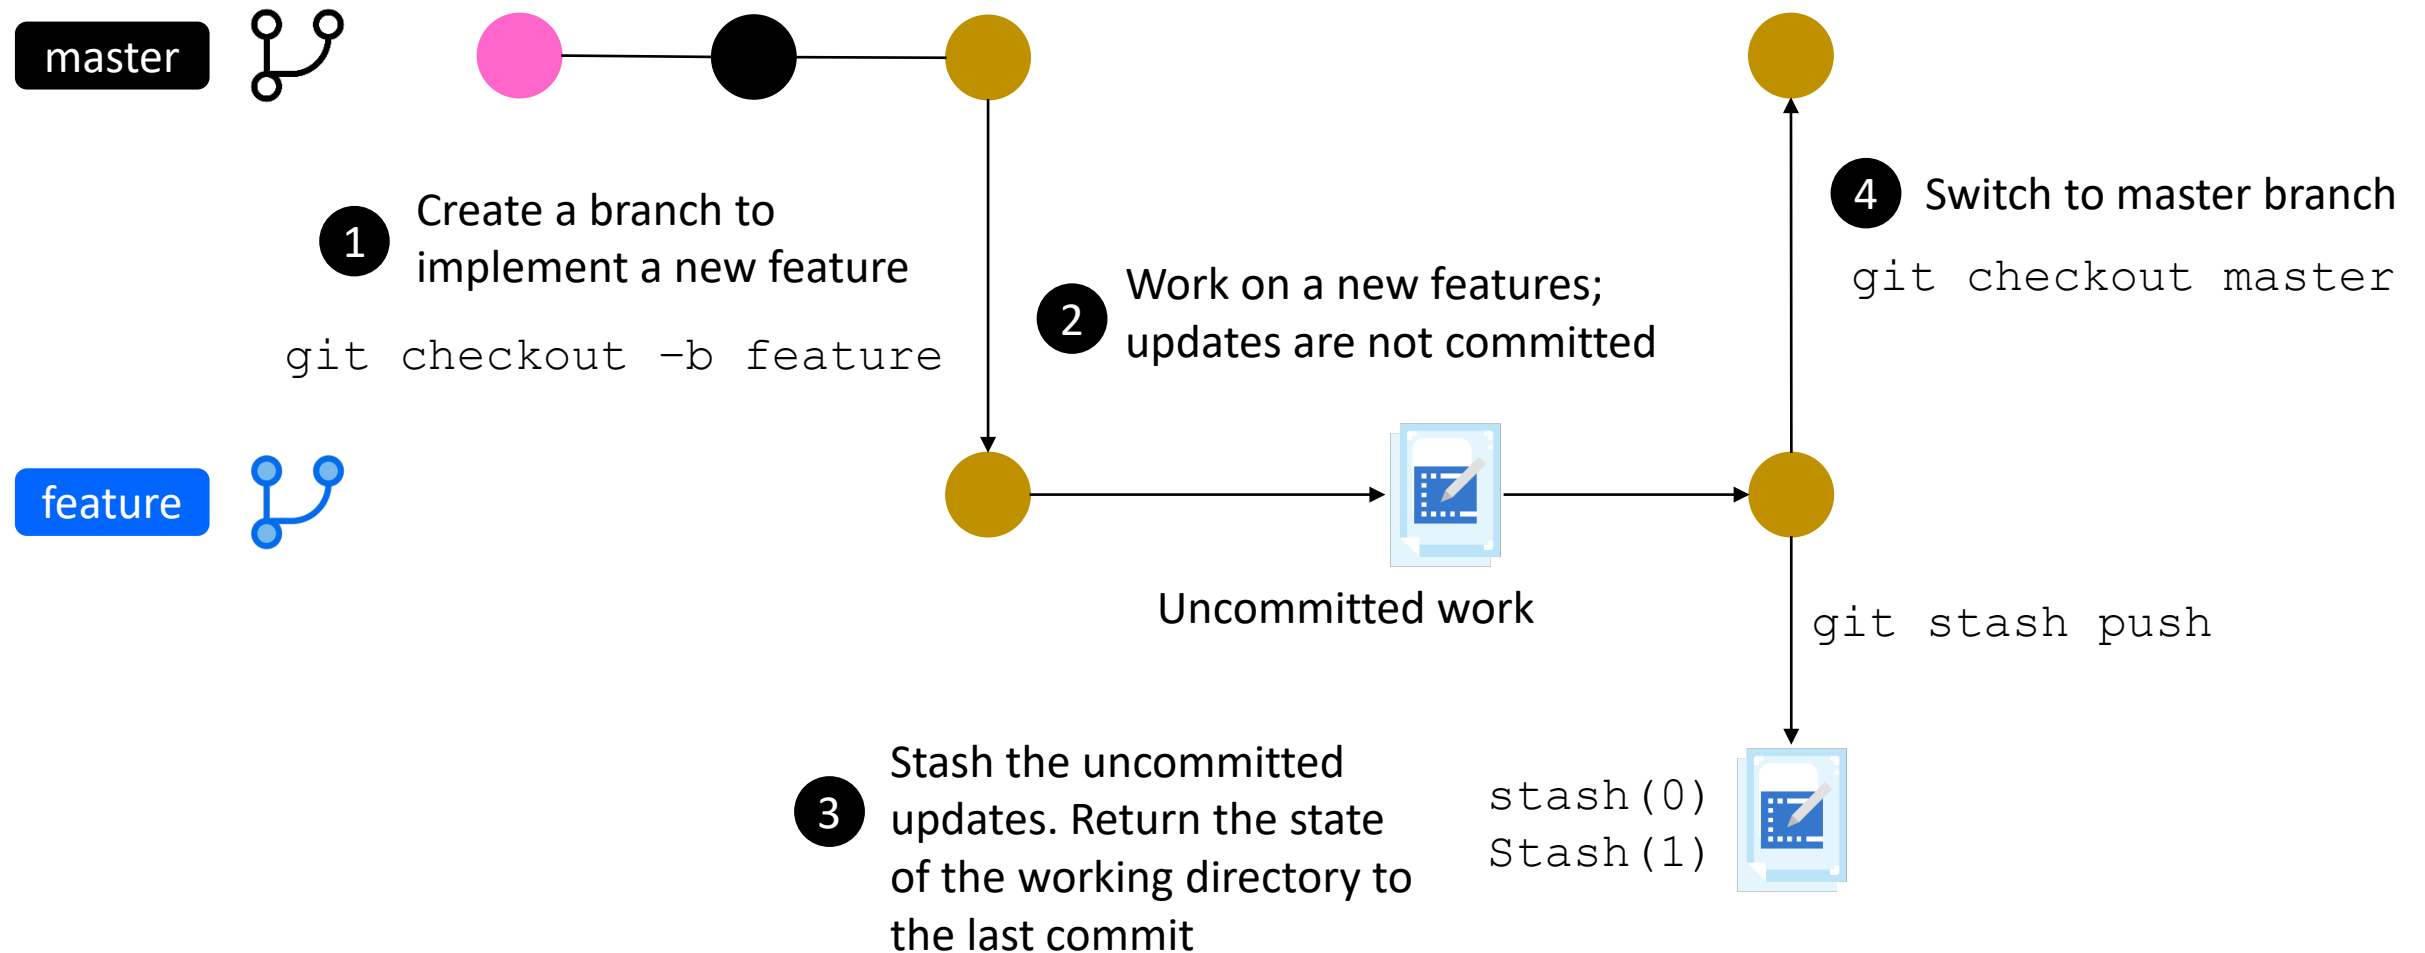 master
1
Create a branch to
implement a new feature
git checkout –b feature
2
Work on a new features;
updates are not committed
4
Switch to master branch
git checkout master
feature
Uncommitted work
git stash push
3
Stash the uncommitted
updates. Return the state
of the working directory to
the last commit
stash(0)
Stash(1)